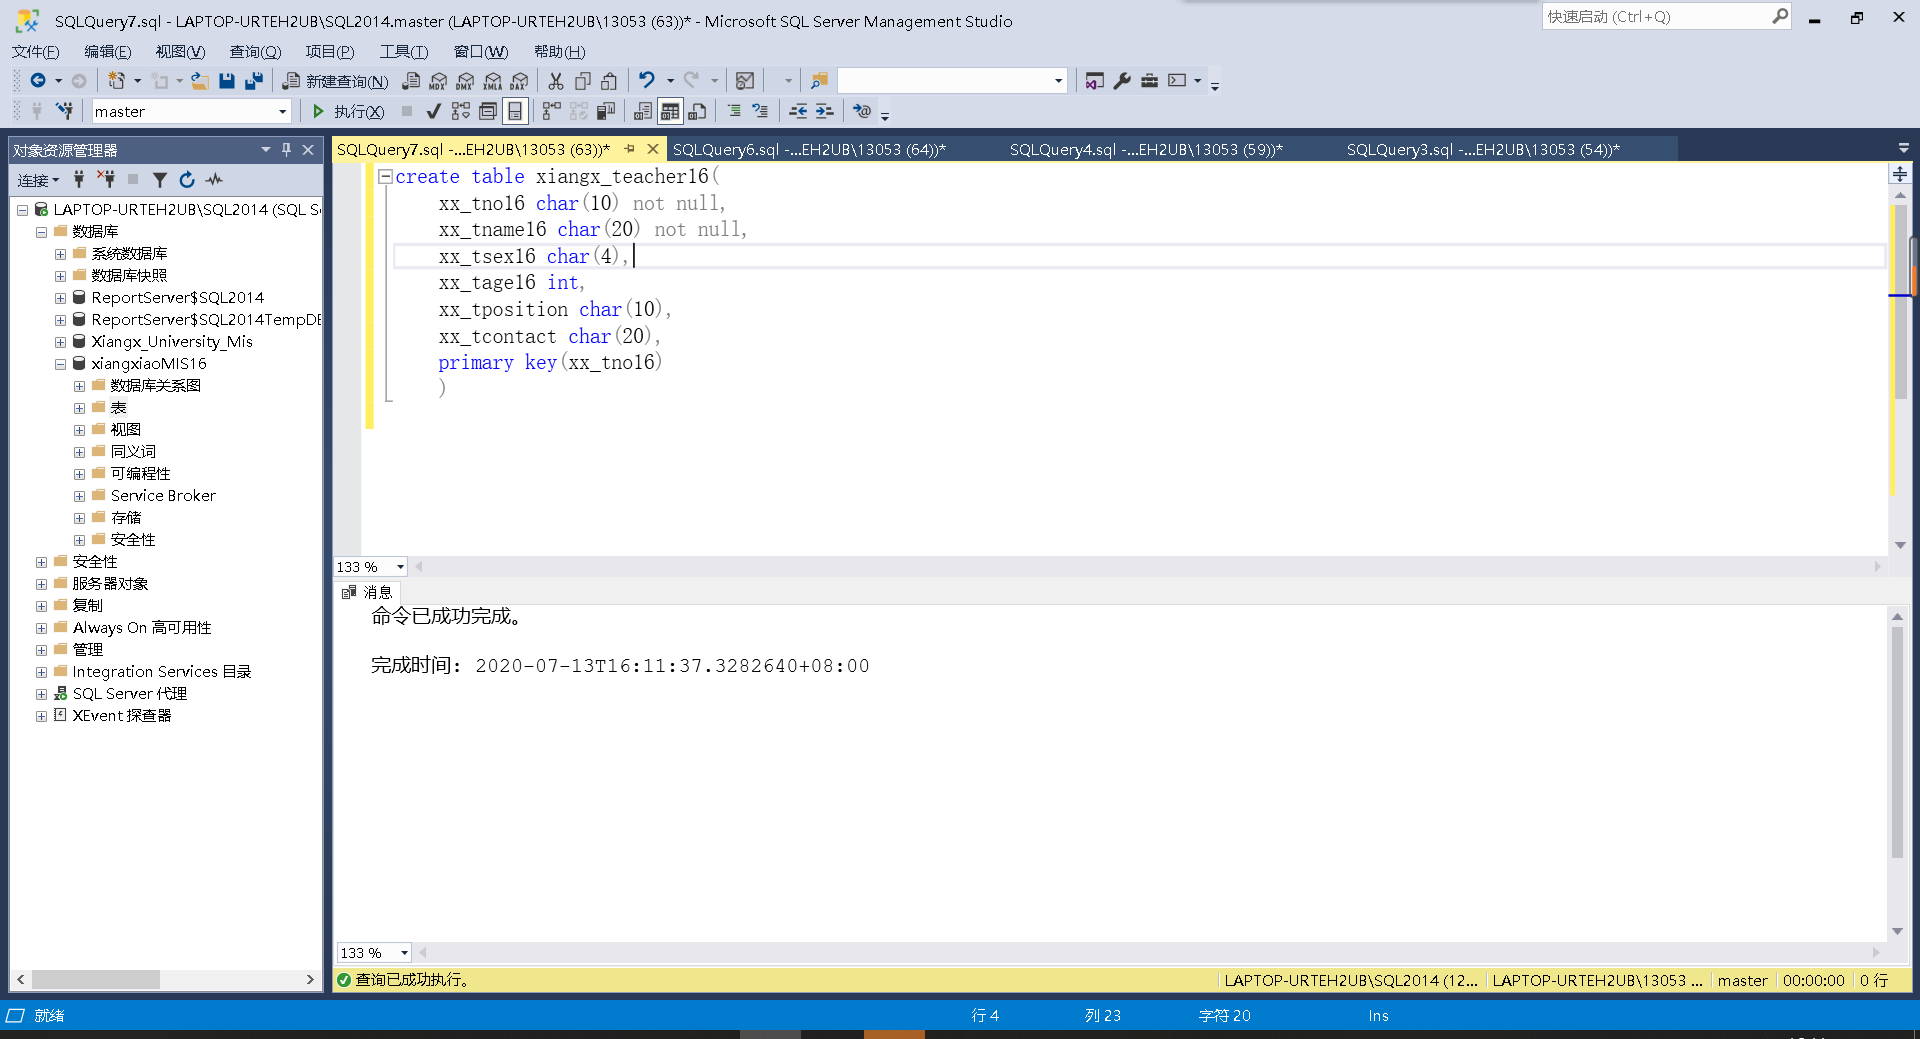 SQLQuery7.sql - LAPTOP-URTEH2UB\SQL2014.master (LAPTOP-URTEH2UB\13053 (63))* - Microsoft SQL Server Management Studio
快速启动 (Ctrl+Q)
文件(F) 编辑(E) 视图(V) 查询(Q) 项目(P) 工具(T) 窗口(W) 帮助(H)
新建查询(N) MDX DMX XMLA DAX
master 执行(X)
对象资源管理器
SQLQuery7.sql -...EH2UB\13053 (63))* SQLQuery6.sql -...EH2UB\13053 (64))* SQLQuery4.sql -...EH2UB\13053 (59))* SQLQuery3.sql -...EH2UB\13053 (54))*
连接
LAPTOP-URTEH2UB\SQL2014 (SQL S
数据库
系统数据库
数据库快照
ReportServer$SQL2014
ReportServer$SQL2014TempDB
Xiangx_University_Mis
xiangxiaoMIS16
数据库关系图
表
视图
同义词
可编程性
Service Broker
存储
安全性
安全性
服务器对象
复制
Always On 高可用性
管理
Integration Services 目录
SQL Server 代理
XEvent 探查器
create table xiangx_teacher16(
xx_tno16 char(10) not null,
xx_tname16 char(20) not null,
xx_tsex16 char(4),
xx_tage16 int,
xx_tposition char(10),
xx_tcontact char(20),
primary key(xx_tno16)
)
133 %
消息
命令已成功完成。
完成时间: 2020-07-13T16:11:37.3282640+08:00
133 %
查询已成功执行。 LAPTOP-URTEH2UB\SQL2014 (12... LAPTOP-URTEH2UB\13053 ... master 00:00:00 0 行
就绪 行 4 列 23 字符 20 Ins